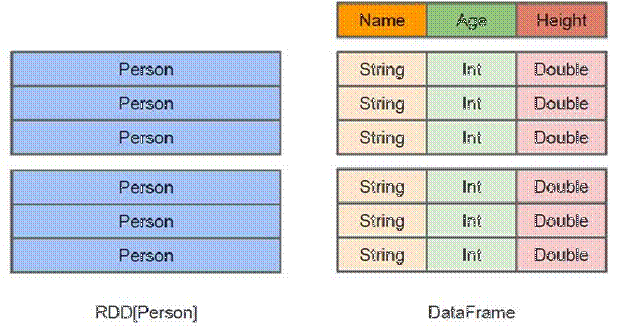 Name Age Height
Person String Int Double
Person String Int Double
Person String Int Double
Person String Int Double
Person String Int Double
Person String Int Double
RDD[Person] DataFrame